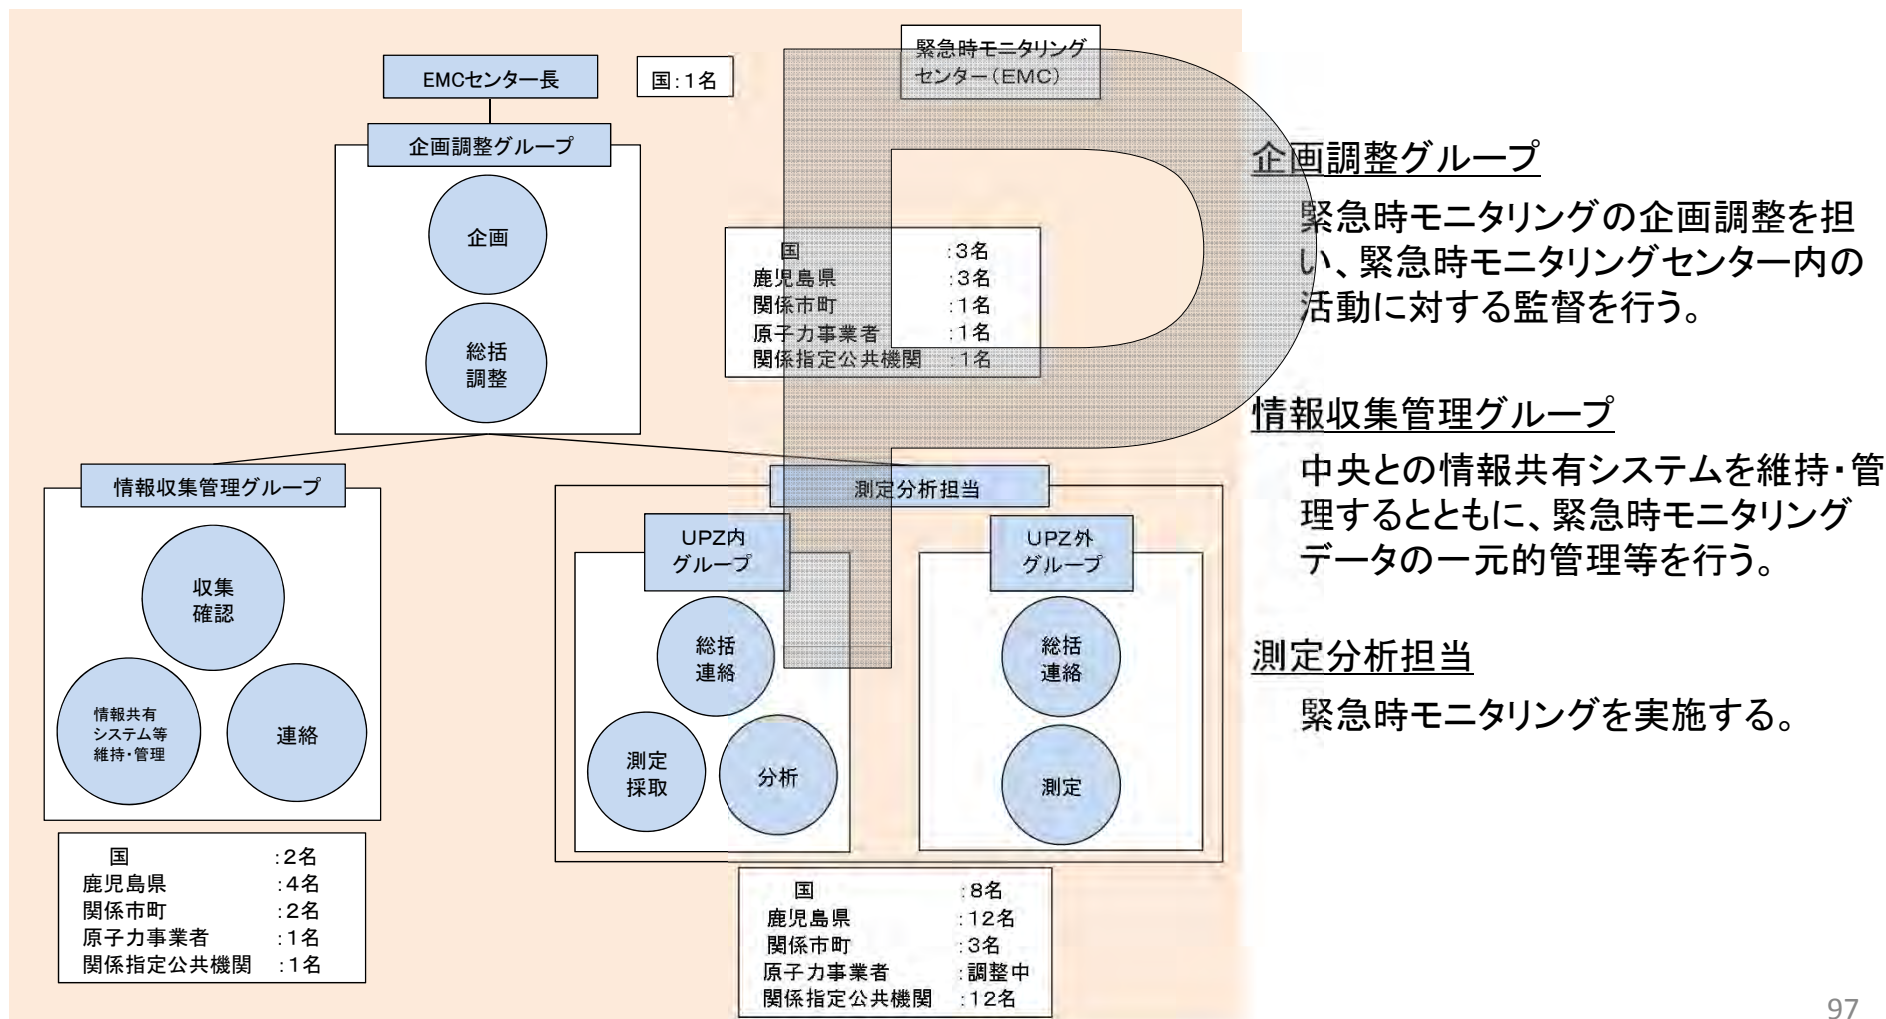 緊急時モニタリング
センター(EMC)
EMCセンター長
国:1名
企画調整グループ
企画
総括
調整
国 :3名
鹿児島県 :3名
関係市町 :1名
原子力事業者 :1名
関係指定公共機関 :1名
情報収集管理グループ
収集
確認
情報共有
システム等
維持・管理
連絡
国 :2名
鹿児島県 :4名
関係市町 :2名
原子力事業者 :1名
関係指定公共機関 :1名
測定分析担当
UPZ内
グループ
総括
連絡
測定
採取
分析
UPZ外
グループ
総括
連絡
測定
国 :8名
鹿児島県 :12名
関係市町 :3名
原子力事業者 :調整中
関係指定公共機関 :12名
P
企画調整グループ
緊急時モニタリングの企画調整を担
い、緊急時モニタリングセンター内の
活動に対する監督を行う。
情報収集管理グループ
中央との情報共有システムを維持・管
理するとともに、緊急時モニタリング
データの一元的管理等を行う。
測定分析担当
緊急時モニタリングを実施する。
97